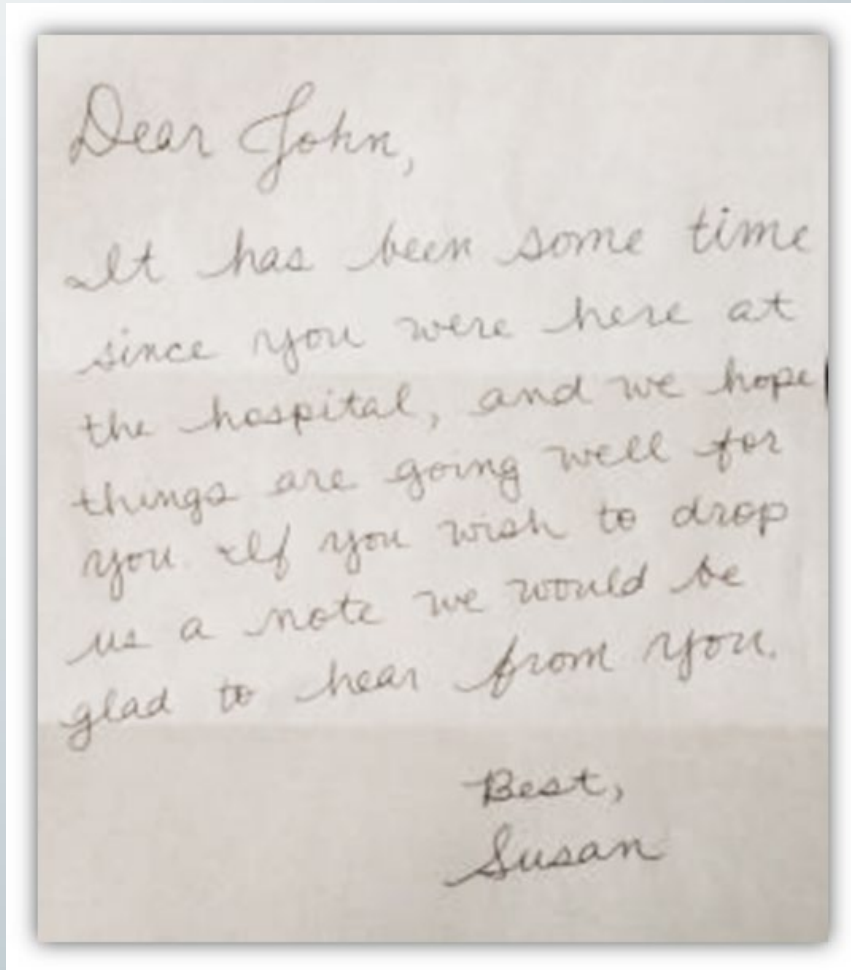 Dear John,
It has been some time
since you were here at
the hospital, and we hope
things are going well for
you. If you wish to drop
us a note we would be
glad to hear from you.
Best,
Susan